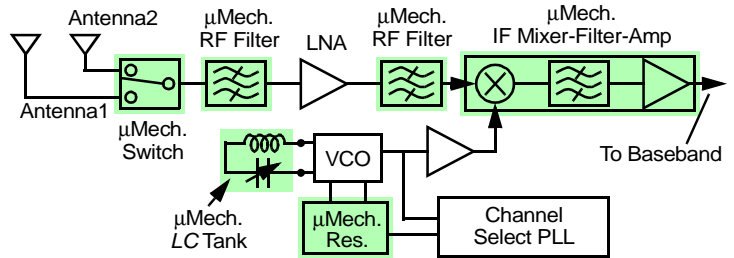 Antenna2
μMech.
RF Filter
LNA
μMech.
RF Filter
μMech.
IF Mixer-Filter-Amp
Antenna1
μMech.
Switch
To Baseband
VCO
μMech.
LC Tank
μMech.
Res.
Channel
Select PLL